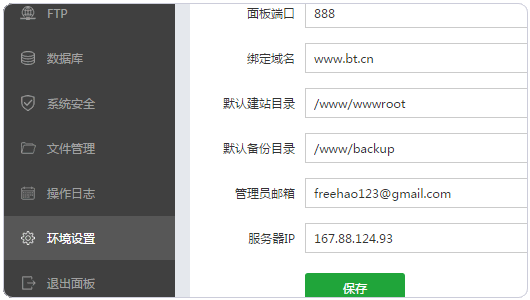 FTP
数据库
系统安全
文件管理
操作日志
环境设置
退出面板
面板端口 888
绑定域名 www.bt.cn
默认建站目录 /www/wwwroot
默认备份目录 /www/backup
管理员邮箱 freehao123@gmail.com
服务器IP 167.88.124.93
保存